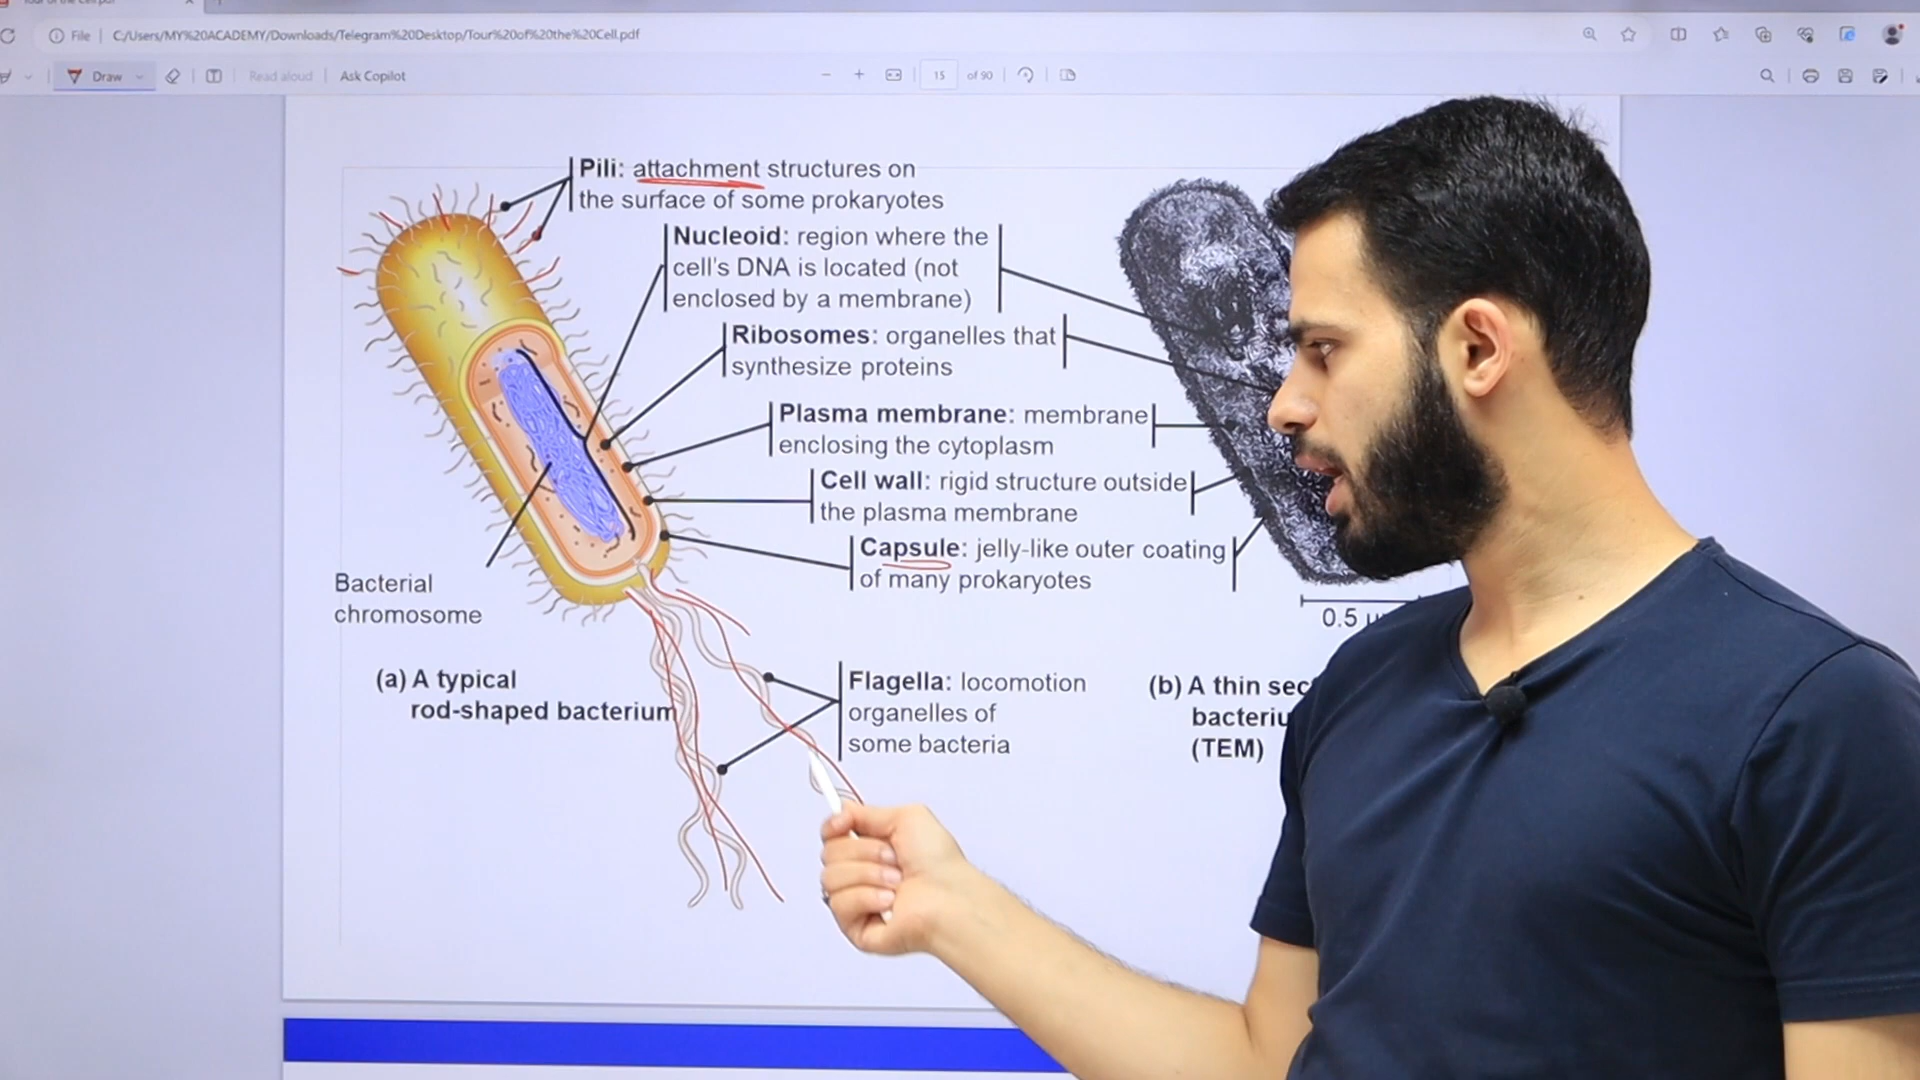 File
C:/Users/MY%20ACADEMY/Downloads/Telegram%20Desktop/Tour%20of%20the%20Cell.pdf
Draw
Read aloud
Ask Copilot
15
of 90
Pili: attachment structures on
the surface of some prokaryotes
Nucleoid: region where the
cell's DNA is located (not
enclosed by a membrane)
Ribosomes: organelles that
synthesize proteins
Plasma membrane: membrane
enclosing the cytoplasm
Cell wall: rigid structure outside
the plasma membrane
Capsule: jelly-like outer coating
of many prokaryotes
Bacterial
chromosome
0.5
(a) A typical
rod-shaped bacterium
Flagella: locomotion
organelles of
some bacteria
(b) A thin
(TEM)